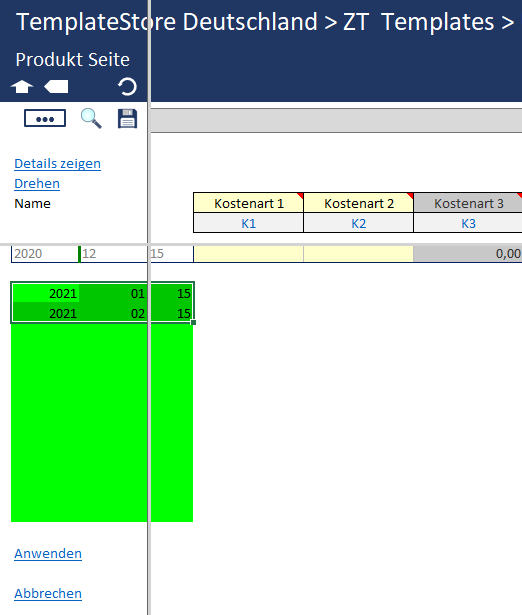 TemplateStore Deutschland > ZT Templates >
Produkt Seite
Details zeigen
Drehen
Name
Kostenart 1 Kostenart 2 Kostenart 3
K1 K2 K3
2020 12 15 0,00
2021 01 15
2021 02 15
Anwenden
Abbrechen